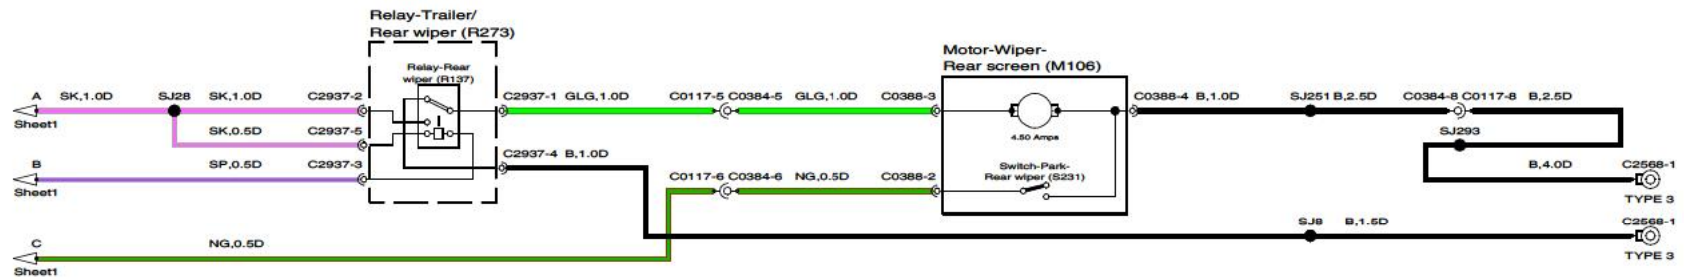 Relay-Trailer/
Rear wiper (R273)
Motor-Wiper-
Rear screen (M106)
Relay-Rear
wiper (R137)
A SK,1.0D SJ28 SK,1.0D C2937-2 C2937-1 GLG,1.0D C0117-5 C0384-5 GLG,1.0D C0388-3 C0388-4 B,1.0D SJ251 B,2.5D C0384-8 C0117-8 B,2.5D
Sheet1
4.50 Amps
SK,0.5D C2937-5
SJ293
C2937-4 B,1.0D
B SP,0.5D C2937-3
B,4.0D C2568-1
Switch-Park-
Rear wiper (S231)
C0117-6 C0384-6 NG,0.5D C0388-2
Sheet1
TYPE 3
SJ8 B,1.5D C2568-1
C NG,0.5D
TYPE 3
Sheet1